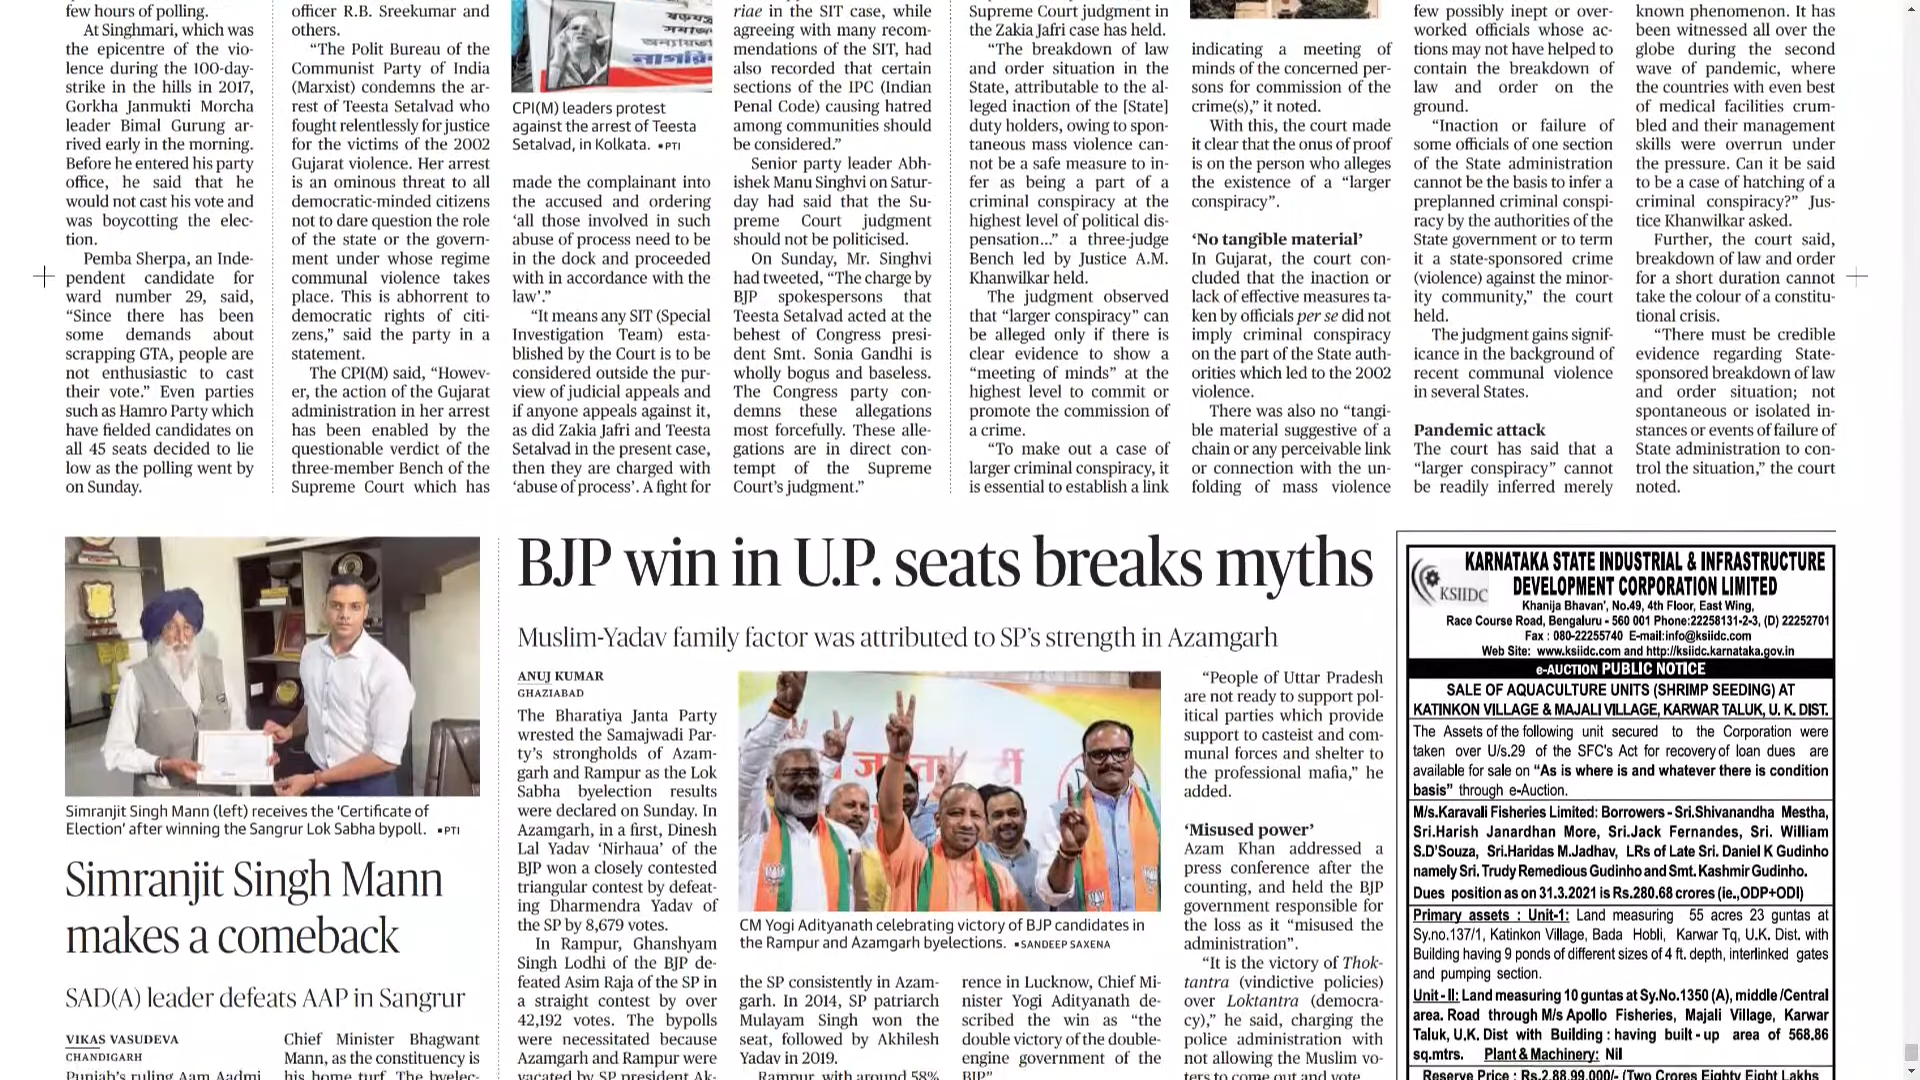 few hours of polling.
At Singhmari, which was
the epicentre of the vio-
lence during the 100-day-
strike in the hills in 2017,
Gorkha Janmukti Morcha
leader Bimal Gurung ar-
rived early in the morning.
Before he entered his party
office, he said that he
would not cast his vote and
was boycotting the elec-
tion.
Pemba Sherpa, an Inde-
pendent candidate for
ward number 29, said,
“Since there has been
some demands about
scrapping GTA, people are
not enthusiastic to cast
their vote.” Even parties
such as Hamro Party which
have fielded candidates on
all 45 seats decided to lie
low as the polling went by
on Sunday.
officer R.B. Sreekumar and
others.
“The Polit Bureau of the
Communist Party of India
(Marxist) condemns the ar-
rest of Teesta Setalvad who
fought relentlessly for justice
for the victims of the 2002
Gujarat violence. Her arrest
is an ominous threat to all
democratic-minded citizens
not to dare question the role
of the state or the govern-
ment under whose regime
communal violence takes
place. This is abhorrent to
democratic rights of citi-
zens,” said the party in a
statement.
The CPI(M) said, “Howev-
er, the action of the Gujarat
administration in her arrest
has been enabled by the
questionable verdict of the
three-member Bench of the
Supreme Court which has
CPI(M) leaders protest
against the arrest of Teesta
Setalvad, in Kolkata. ▪PTI
made the complainant into
the accused and ordering
‘all those involved in such
abuse of process need to be
in the dock and proceeded
with in accordance with the
law’.”
“It means any SIT (Special
Investigation Team) esta-
blished by the Court is to be
considered outside the pur-
view of judicial appeals and
if anyone appeals against it,
as did Zakia Jafri and Teesta
Setalvad in the present case,
then they are charged with
‘abuse of process’. A fight for
riae in the SIT case, while
agreeing with many recom-
mendations of the SIT, had
also recorded that certain
sections of the IPC (Indian
Penal Code) causing hatred
among communities should
be considered.”
Senior party leader Abh-
ishek Manu Singhvi on Satur-
day had said that the Su-
preme Court judgment
should not be politicised.
On Sunday, Mr. Singhvi
had tweeted, “The charge by
BJP spokespersons that
Teesta Setalvad acted at the
behest of Congress presi-
dent Smt. Sonia Gandhi is
wholly bogus and baseless.
The Congress party con-
demns these allegations
most forcefully. These alle-
gations are in direct con-
tempt of the Supreme
Court’s judgment.”
Supreme Court judgment in
the Zakia Jafri case has held.
“The breakdown of law
and order situation in the
State, attributable to the al-
leged inaction of the [State]
duty holders, owing to spon-
taneous mass violence can-
not be a safe measure to in-
fer as being a part of a
criminal conspiracy at the
highest level of political dis-
pensation...” a three-judge
Bench led by Justice A.M.
Khanwilkar held.
The judgment observed
that “larger conspiracy” can
be alleged only if there is
clear evidence to show a
“meeting of minds” at the
highest level to commit or
promote the commission of
a crime.
“To make out a case of
larger criminal conspiracy, it
is essential to establish a link
indicating a meeting of
minds of the concerned per-
sons for commission of the
crime(s),” it noted.
With this, the court made
it clear that the onus of proof
is on the person who alleges
the existence of a “larger
conspiracy”.
‘No tangible material’
In Gujarat, the court con-
cluded that the inaction or
lack of effective measures ta-
ken by officials per se did not
imply criminal conspiracy
on the part of the State auth-
orities which led to the 2002
violence.
There was also no “tangi-
ble material suggestive of a
chain or any perceivable link
or connection with the un-
folding of mass violence
few possibly inept or over-
worked officials whose ac-
tions may not have helped to
contain the breakdown of
law and order on the
ground.
“Inaction or failure of
some officials of one section
of the State administration
cannot be the basis to infer a
preplanned criminal conspi-
racy by the authorities of the
State government or to term
it a state-sponsored crime
(violence) against the minor-
ity community,” the court
held.
The judgment gains signif-
icance in the background of
recent communal violence
in several States.
Pandemic attack
The court has said that a
“larger conspiracy” cannot
be readily inferred merely
known phenomenon. It has
been witnessed all over the
globe during the second
wave of pandemic, where
the countries with even best
of medical facilities crum-
bled and their management
skills were overrun under
the pressure. Can it be said
to be a case of hatching of a
criminal conspiracy?” Jus-
tice Khanwilkar asked.
Further, the court said,
breakdown of law and order
for a short duration cannot
take the colour of a constitu-
tional crisis.
“There must be credible
evidence regarding State-
sponsored breakdown of law
and order situation; not
spontaneous or isolated in-
stances or events of failure of
State administration to con-
trol the situation,” the court
noted.
Simranjit Singh Mann (left) receives the ‘Certificate of
Election’ after winning the Sangrur Lok Sabha bypoll. ▪PTI
Simranjit Singh Mann
makes a comeback
SAD(A) leader defeats AAP in Sangrur
VIKAS VASUDEVA
CHANDIGARH
Punjab’s ruling Aam Aadmi
Chief Minister Bhagwant
Mann, as the constituency is
his home turf. The byelec-
BJP win in U.P. seats breaks myths
Muslim-Yadav family factor was attributed to SP’s strength in Azamgarh
ANUJ KUMAR
GHAZIABAD
The Bharatiya Janta Party
wrested the Samajwadi Par-
ty’s strongholds of Azam-
garh and Rampur as the Lok
Sabha byelection results
were declared on Sunday. In
Azamgarh, in a first, Dinesh
Lal Yadav ‘Nirhaua’ of the
BJP won a closely contested
triangular contest by defeat-
ing Dharmendra Yadav of
the SP by 8,679 votes.
In Rampur, Ghanshyam
Singh Lodhi of the BJP de-
feated Asim Raja of the SP in
a straight contest by over
42,192 votes. The bypolls
were necessitated because
Azamgarh and Rampur were
vacated by SP president Ak-
CM Yogi Adityanath celebrating victory of BJP candidates in
the Rampur and Azamgarh byelections. ▪SANDEEP SAXENA
the SP consistently in Azam-
garh. In 2014, SP patriarch
Mulayam Singh won the
seat, followed by Akhilesh
Yadav in 2019.
Rampur, with around 58%
rence in Lucknow, Chief Mi-
nister Yogi Adityanath de-
scribed the win as “the
double victory of the double-
engine government of the
BJP”.
“People of Uttar Pradesh
are not ready to support pol-
itical parties which provide
support to casteist and com-
munal forces and shelter to
the professional mafia,” he
added.
‘Misused power’
Azam Khan addressed a
press conference after the
counting, and held the BJP
government responsible for
the loss as it “misused the
administration”.
“It is the victory of Thok-
tantra (vindictive policies)
over Loktantra (democra-
cy),” he said, charging the
police administration with
not allowing the Muslim vo-
ters to come out and vote.
KSIIDC
KARNATAKA STATE INDUSTRIAL & INFRASTRUCTURE
DEVELOPMENT CORPORATION LIMITED
Khanija Bhavan', No.49, 4th Floor, East Wing,
Race Course Road, Bengaluru - 560 001 Phone:22258131-2-3, (D) 22252701
Fax : 080-22255740 E-mail:info@ksiidc.com
Web Site: www.ksiidc.com and http://ksiidc.karnataka.gov.in
e-AUCTION PUBLIC NOTICE
SALE OF AQUACULTURE UNITS (SHRIMP SEEDING) AT
KATINKON VILLAGE & MAJALI VILLAGE, KARWAR TALUK, U. K. DIST.
The Assets of the following unit secured to the Corporation were
taken over U/s.29 of the SFC's Act for recovery of loan dues are
available for sale on "As is where is and whatever there is condition
basis" through e-Auction.
M/s.Karavali Fisheries Limited: Borrowers - Sri.Shivanandha Mestha,
Sri.Harish Janardhan More, Sri.Jack Fernandes, Sri. William
S.D'Souza, Sri.Haridas M.Jadhav, LRs of Late Sri. Daniel K Gudinho
namely Sri. Trudy Remedious Gudinho and Smt. Kashmir Gudinho.
Dues position as on 31.3.2021 is Rs.280.68 crores (ie.,ODP+ODI)
Primary assets : Unit-1: Land measuring 55 acres 23 guntas at
Sy.no.137/1, Katinkon Village, Bada Hobli, Karwar Tq, U.K. Dist. with
Building having 9 ponds of different sizes of 4 ft. depth, interlinked gates
and pumping section.
Unit - II: Land measuring 10 guntas at Sy.No.1350 (A), middle /Central
area. Road through M/s Apollo Fisheries, Majali Village, Karwar
Taluk, U.K. Dist with Building : having built - up area of 568.86
sq.mtrs. Plant & Machinery: Nil
Reserve Price : Rs.2,88,99,000/- (Two Crores Eighty Eight Lakhs